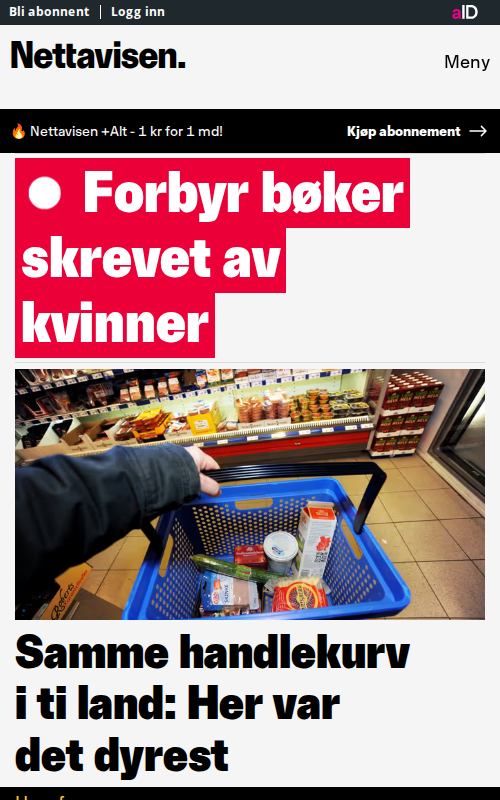 Bli abonnent | Logg inn
aID
Nettavisen.
Meny
🔥 Nettavisen +Alt - 1 kr for 1 md!
Kjøp abonnement →
Forbyr bøker
skrevet av
kvinner
Samme handlekurv
i ti land: Her var
det dyrest